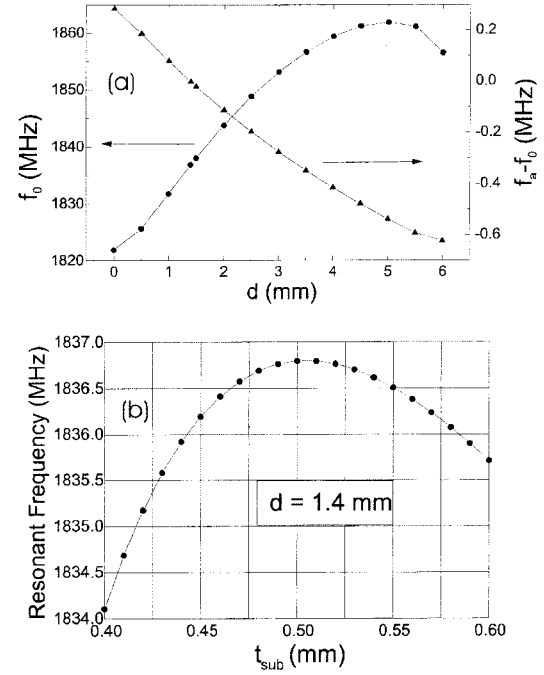 1860
1850
1840
1830
1820
f0 (MHz)
(a)
0.2
0.0
-0.2
-0.4
-0.6
fa-f0 (MHz)
0 1 2 3 4 5 6
d (mm)
1837.0
1836.5
1836.0
1835.5
1835.0
1834.5
1834.0
Resonant Frequency (MHz)
(b)
d = 1.4 mm
0.40 0.45 0.50 0.55 0.60
tsub (mm)